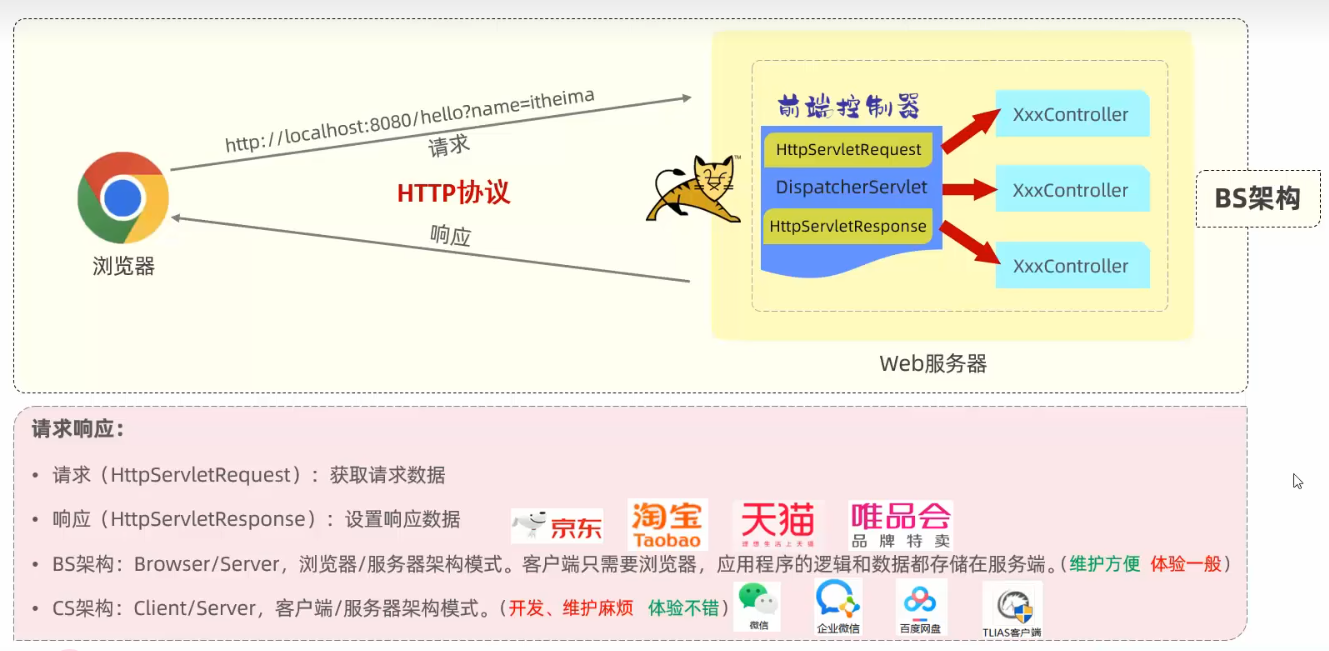 http://localhost:8080/hello?name=itheima
请求
HTTP协议
响应
浏览器
前端控制器
HttpServletRequest
DispatcherServlet
HttpServletResponse
XxxController
XxxController
XxxController
Web服务器
BS架构
请求响应：
• 请求（HttpServletRequest）：获取请求数据
• 响应（HttpServletResponse）：设置响应数据
京东
淘宝
Taobao
天猫
理想生活上天猫
唯品会
品牌特卖
• BS架构：Browser/Server，浏览器/服务器架构模式。客户端只需要浏览器，应用程序的逻辑和数据都存储在服务端。（维护方便 体验一般）
• CS架构：Client/Server，客户端/服务器架构模式。（开发、维护麻烦 体验不错）
微信
企业微信
百度网盘
TLIAS客户端